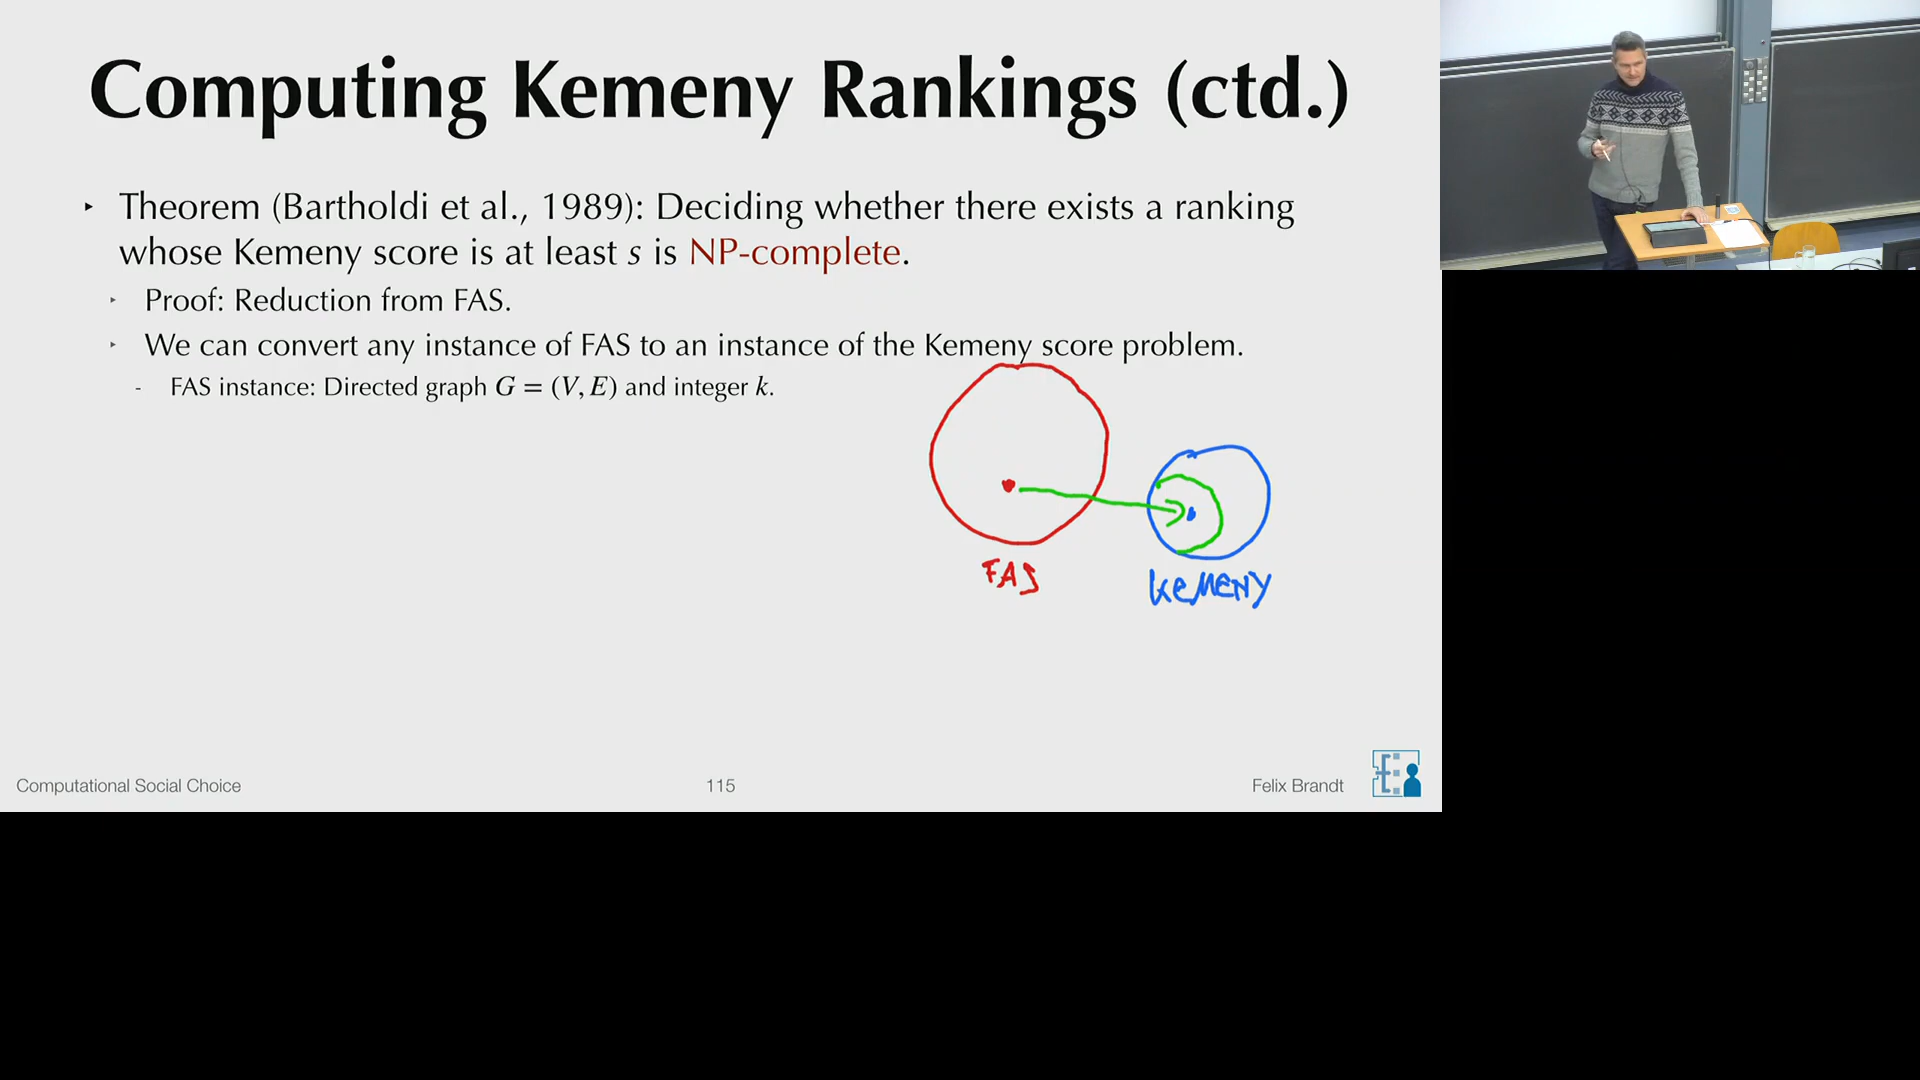 Computing Kemeny Rankings (ctd.)
‣ Theorem (Bartholdi et al., 1989): Deciding whether there exists a ranking
whose Kemeny score is at least s is NP-complete.
‣ Proof: Reduction from FAS.
‣ We can convert any instance of FAS to an instance of the Kemeny score problem.
- FAS instance: Directed graph G = (V, E) and integer k.
FAS
KEMENY
Computational Social Choice
115
Felix Brandt